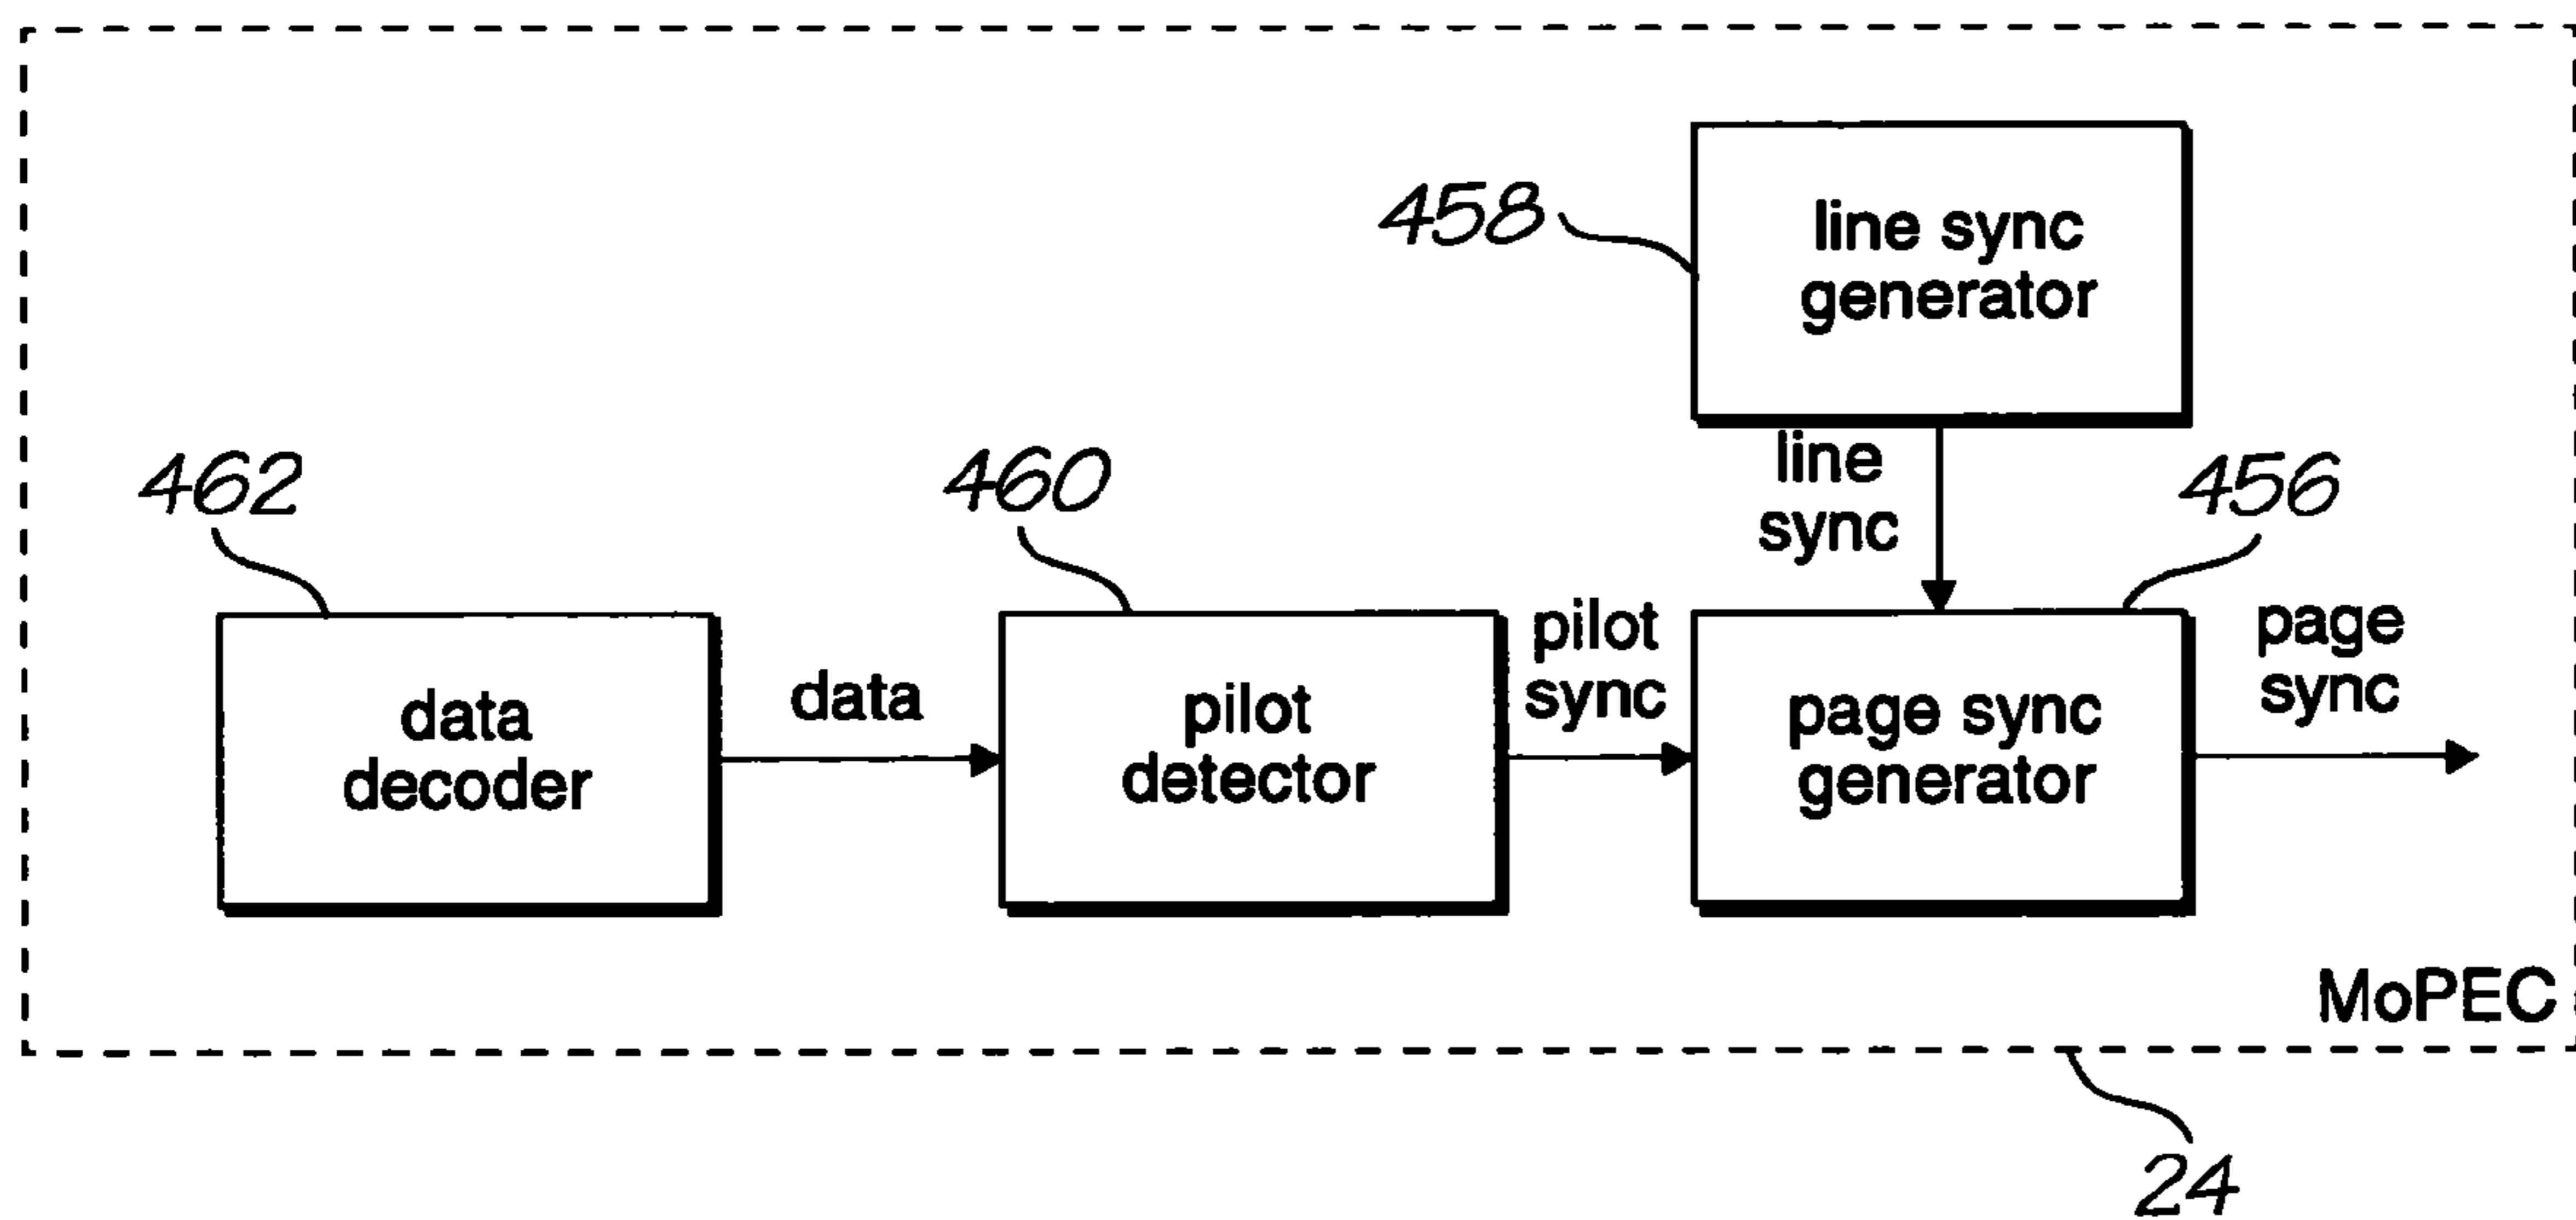 458
line sync
generator
line
sync
462
460
456
data
decoder
data
pilot
detector
pilot
sync
page sync
generator
page
sync
MoPEC
24